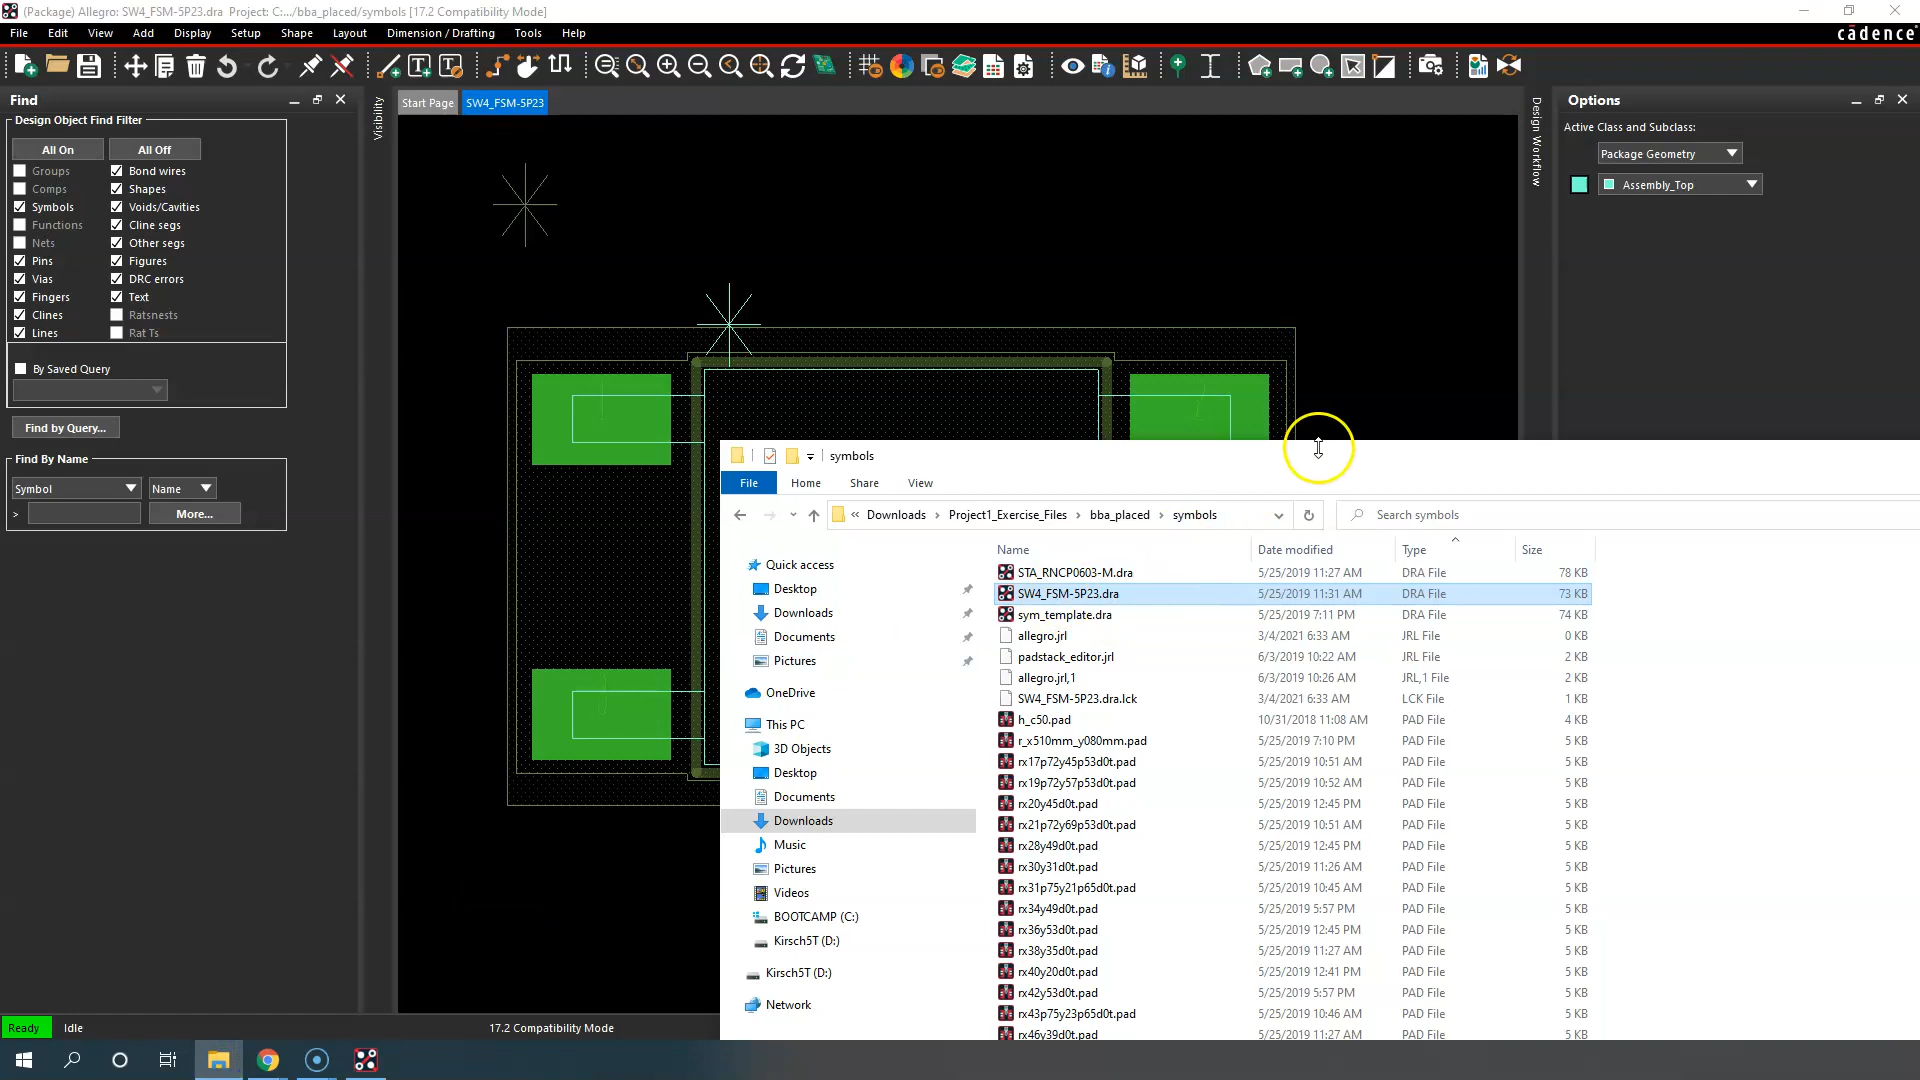 (Package) Allegro: SW4_FSM-5P23.dra  Project: C:.../bba_placed/symbols [17.2 Compatibility Mode]
File Edit View Add Display Setup Shape Layout Dimension / Drafting Tools Help
cādence
Find
Visibility
Start Page
SW4_FSM-5P23
Design Workflow
Options
Design Object Find Filter
All On
All Off
Groups
Bond wires
Comps
Shapes
Symbols
Voids/Cavities
Functions
Cline segs
Nets
Other segs
Pins
Figures
Vias
DRC errors
Fingers
Text
Clines
Ratsnests
Lines
Rat Ts
By Saved Query
Find by Query...
Find By Name
Symbol
Name
>
More...
Active Class and Subclass:
Package Geometry
Assembly_Top
symbols
File Home Share View
« Downloads › Project1_Exercise_Files › bba_placed › symbols
Search symbols
Quick access
Desktop
Downloads
Documents
Pictures
OneDrive
This PC
3D Objects
Desktop
Documents
Downloads
Music
Pictures
Videos
BOOTCAMP (C:)
Kirsch5T (D:)
Kirsch5T (D:)
Network
Name Date modified Type Size
STA_RNCP0603-M.dra 5/25/2019 11:27 AM DRA File 78 KB
SW4_FSM-5P23.dra 5/25/2019 11:31 AM DRA File 73 KB
sym_template.dra 5/25/2019 7:11 PM DRA File 74 KB
allegro.jrl 3/4/2021 6:33 AM JRL File 0 KB
padstack_editor.jrl 6/3/2019 10:22 AM JRL File 2 KB
allegro.jrl,1 6/3/2019 10:26 AM JRL,1 File 2 KB
SW4_FSM-5P23.dra.lck 3/4/2021 6:33 AM LCK File 1 KB
h_c50.pad 10/31/2018 11:08 AM PAD File 4 KB
r_x510mm_y080mm.pad 5/25/2019 7:10 PM PAD File 5 KB
rx17p72y45p53d0t.pad 5/25/2019 10:51 AM PAD File 5 KB
rx19p72y57p53d0t.pad 5/25/2019 10:52 AM PAD File 5 KB
rx20y45d0t.pad 5/25/2019 12:45 PM PAD File 5 KB
rx21p72y69p53d0t.pad 5/25/2019 10:51 AM PAD File 5 KB
rx28y49d0t.pad 5/25/2019 12:45 PM PAD File 5 KB
rx30y31d0t.pad 5/25/2019 11:26 AM PAD File 5 KB
rx31p75y21p65d0t.pad 5/25/2019 10:45 AM PAD File 5 KB
rx34y49d0t.pad 5/25/2019 5:57 PM PAD File 5 KB
rx36y53d0t.pad 5/25/2019 12:45 PM PAD File 5 KB
rx38y35d0t.pad 5/25/2019 11:27 AM PAD File 5 KB
rx40y20d0t.pad 5/25/2019 12:41 PM PAD File 5 KB
rx42y53d0t.pad 5/25/2019 5:57 PM PAD File 5 KB
rx43p75y23p65d0t.pad 5/25/2019 10:46 AM PAD File 5 KB
rx46y39d0t.pad 5/25/2019 11:27 AM PAD File 5 KB
Ready
Idle
17.2 Compatibility Mode